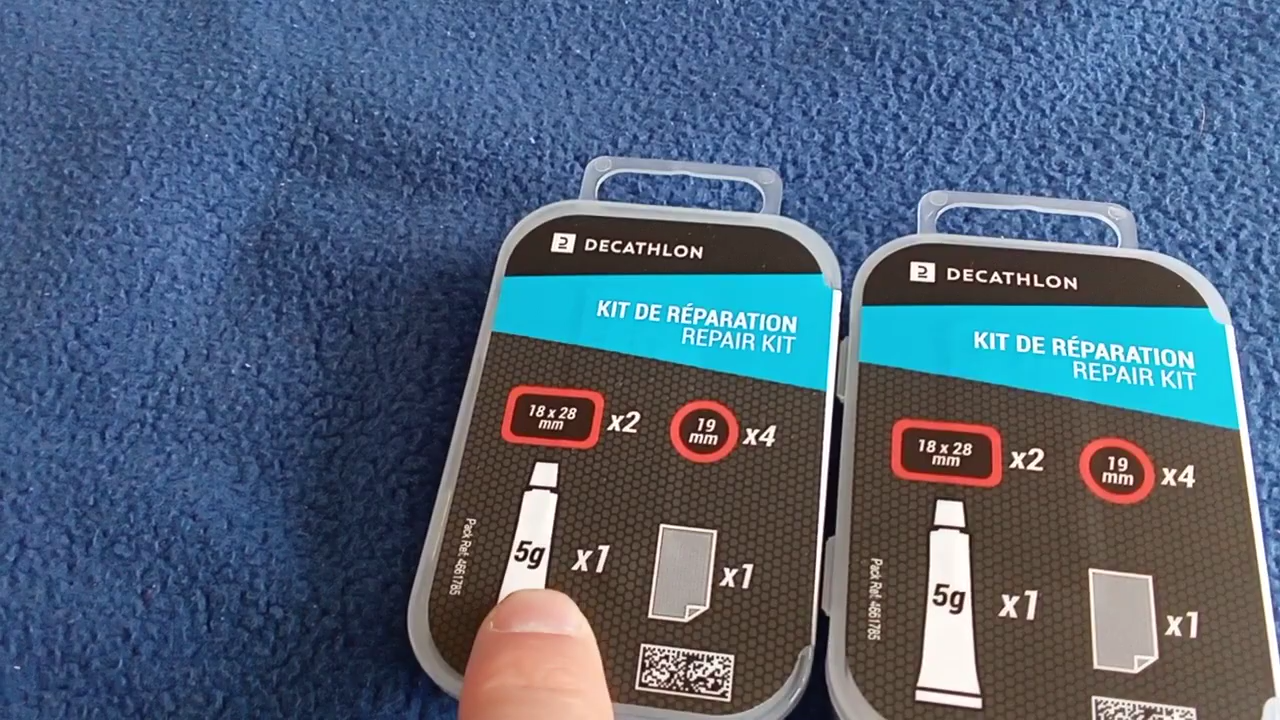 DECATHLON
KIT DE RÉPARATION
REPAIR KIT
18 x 28
mm
x2
19
mm
x4
5g
x1
x1
Pack Ref: 4661785
DECATHLON
KIT DE RÉPARATION
REPAIR KIT
18 x 28
mm
x2
19
mm
x4
5g
x1
x1
Pack Ref: 4661785